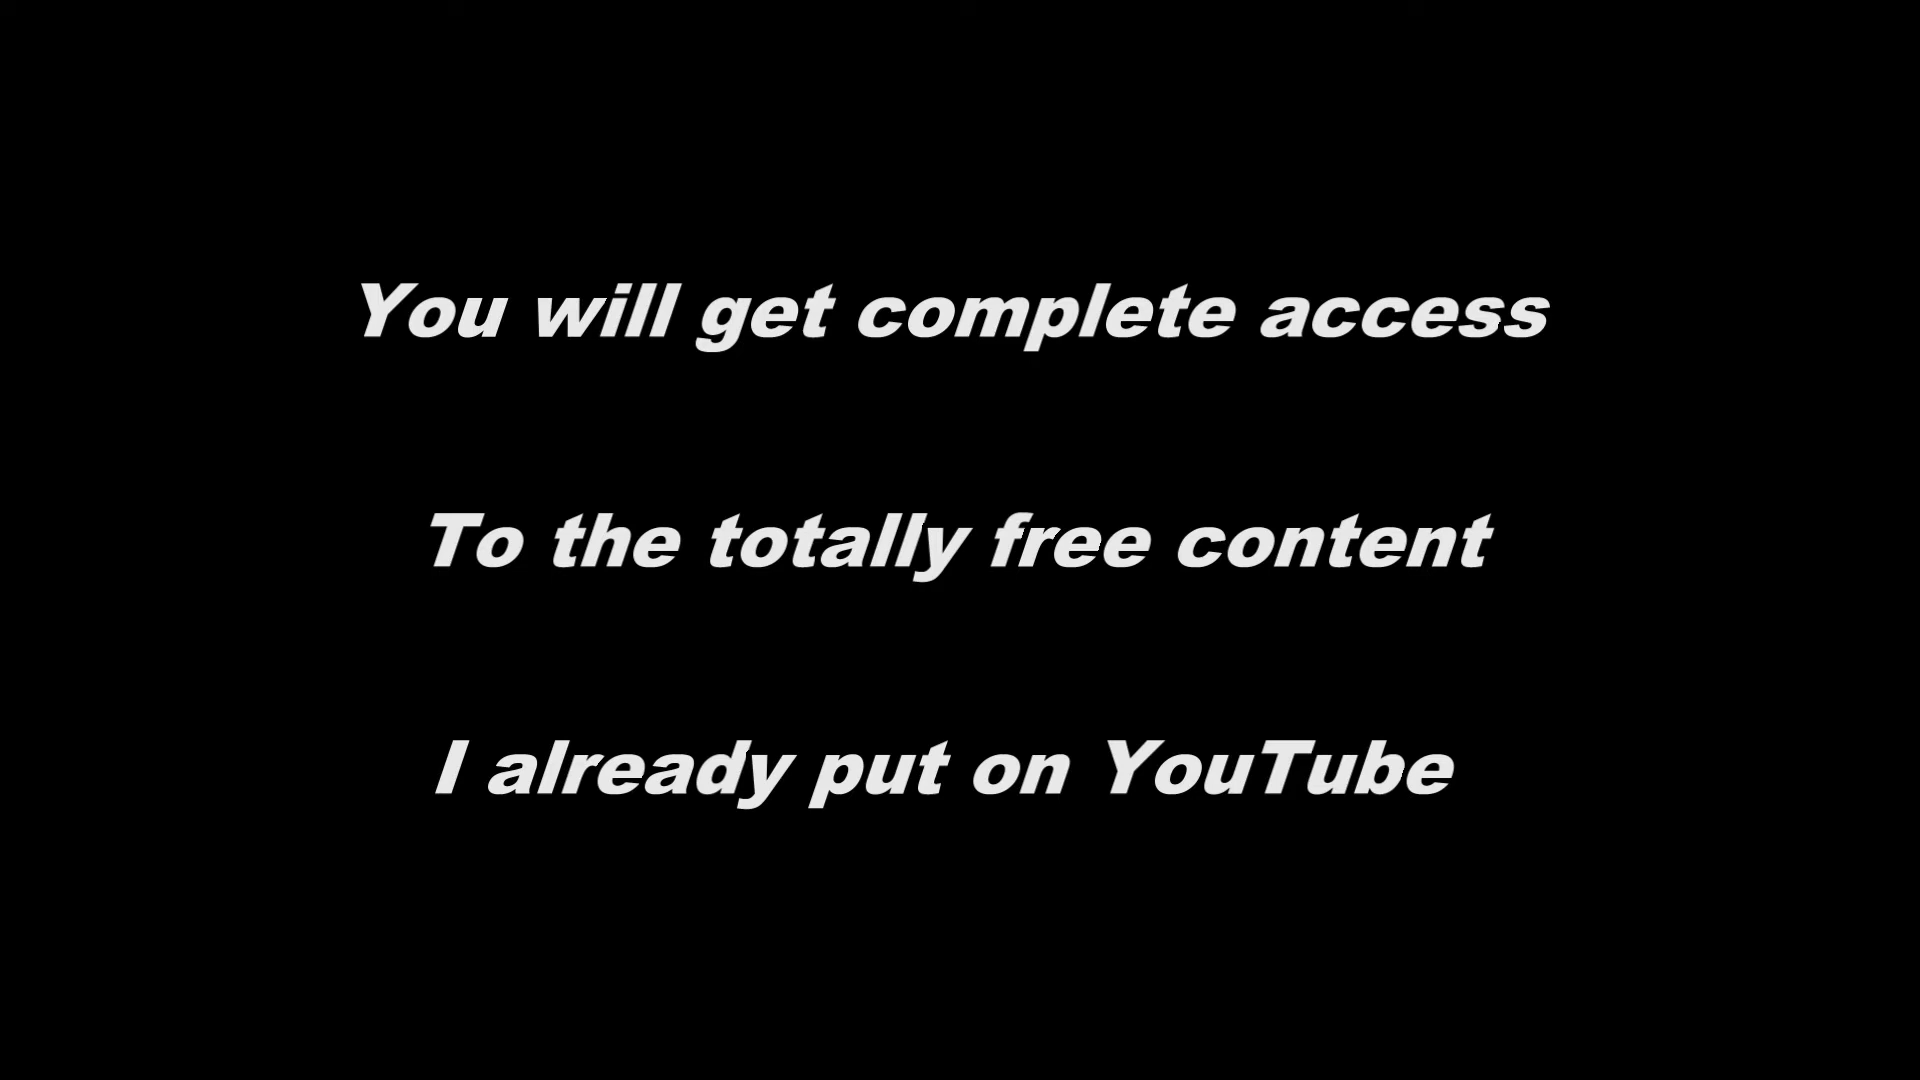 You will get complete access
To the totally free content
I already put on YouTube